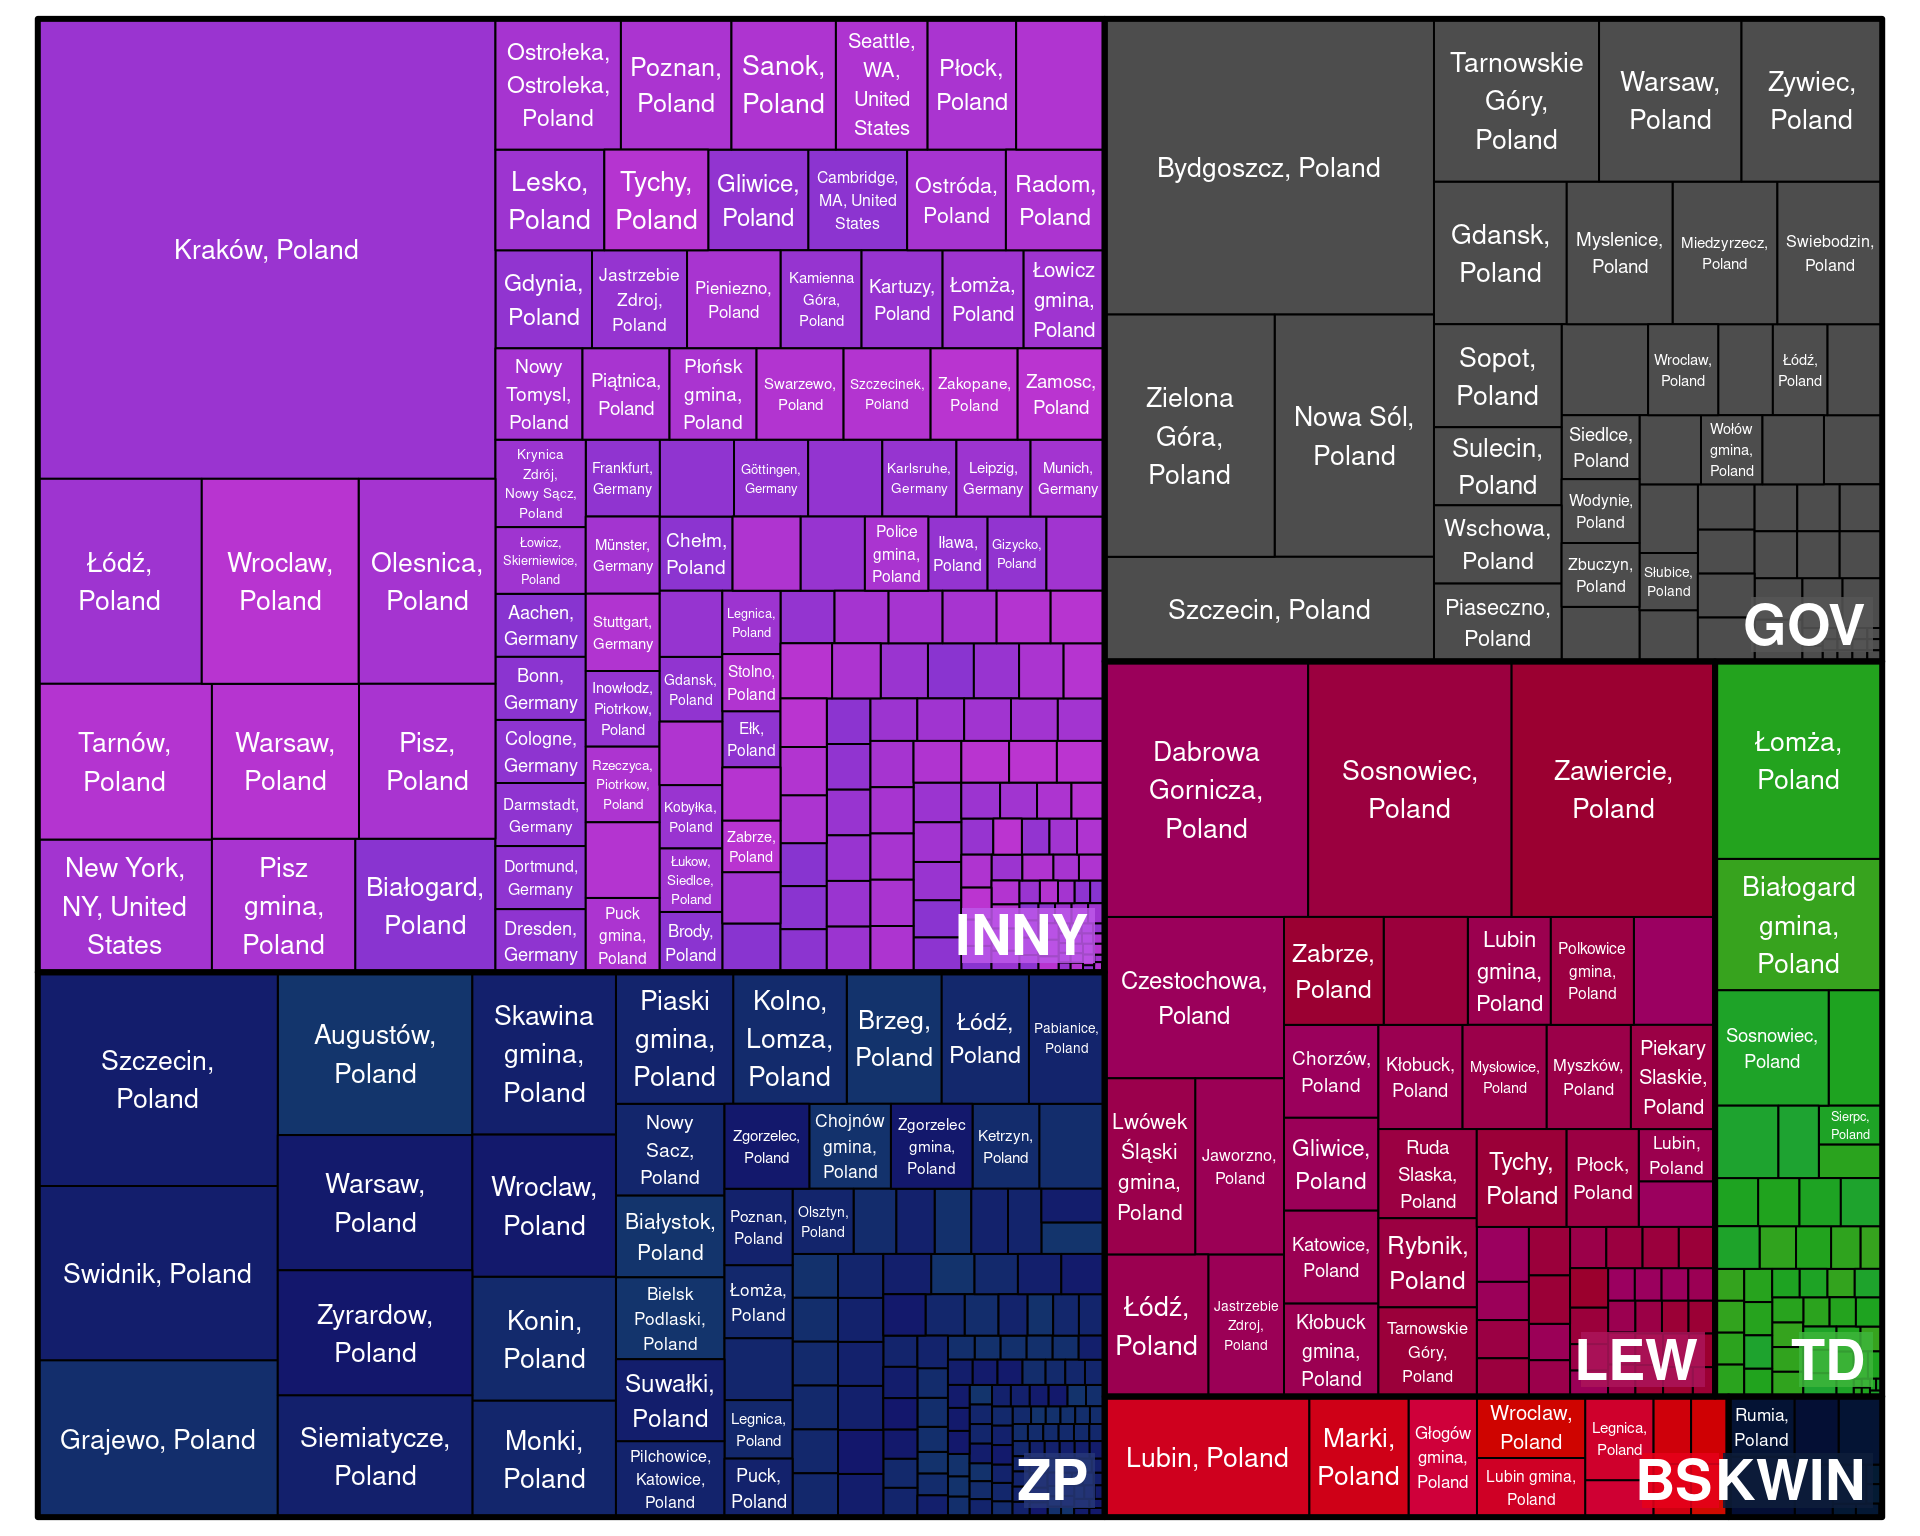 Kraków, Poland
Łódź,
Poland
Wroclaw,
Poland
Olesnica,
Poland
Tarnów,
Poland
Warsaw,
Poland
Pisz,
Poland
New York,
NY, United
States
Pisz
gmina,
Poland
Białogard,
Poland
Ostrołeka,
Ostroleka,
Poland
Poznan,
Poland
Sanok,
Poland
Seattle,
WA,
United
States
Płock,
Poland
Lesko,
Poland
Tychy,
Poland
Gliwice,
Poland
Cambridge,
MA, United
States
Ostróda,
Poland
Radom,
Poland
Gdynia,
Poland
Jastrzebie
Zdroj,
Poland
Pieniezno,
Poland
Kamienna
Góra,
Poland
Kartuzy,
Poland
Łomża,
Poland
Łowicz
gmina,
Poland
Nowy
Tomysl,
Poland
Piątnica,
Poland
Płońsk
gmina,
Poland
Swarzewo,
Poland
Szczecinek,
Poland
Zakopane,
Poland
Zamosc,
Poland
Krynica
Zdrój,
Nowy Sącz,
Poland
Łowicz,
Skierniewice,
Poland
Aachen,
Germany
Bonn,
Germany
Cologne,
Germany
Darmstadt,
Germany
Dortmund,
Germany
Dresden,
Germany
Frankfurt,
Germany
Göttingen,
Germany
Karlsruhe,
Germany
Leipzig,
Germany
Munich,
Germany
Münster,
Germany
Stuttgart,
Germany
Inowłodz,
Piotrkow,
Poland
Rzeczyca,
Piotrkow,
Poland
Puck
gmina,
Poland
Chełm,
Poland
Police
gmina,
Poland
Iława,
Poland
Gizycko,
Poland
Gdansk,
Poland
Kobyłka,
Poland
Łukow,
Siedlce,
Poland
Brody,
Poland
Legnica,
Poland
Stolno,
Poland
Ełk,
Poland
Zabrze,
Poland
INNY
Bydgoszcz, Poland
Zielona
Góra,
Poland
Nowa Sól,
Poland
Szczecin, Poland
Tarnowskie
Góry,
Poland
Warsaw,
Poland
Zywiec,
Poland
Gdansk,
Poland
Myslenice,
Poland
Miedzyrzecz,
Poland
Swiebodzin,
Poland
Sopot,
Poland
Sulecin,
Poland
Wschowa,
Poland
Piaseczno,
Poland
Wroclaw,
Poland
Łódź,
Poland
Siedlce,
Poland
Wodynie,
Poland
Zbuczyn,
Poland
Wołów
gmina,
Poland
Słubice,
Poland
GOV
Szczecin,
Poland
Swidnik, Poland
Grajewo, Poland
Augustów,
Poland
Warsaw,
Poland
Zyrardow,
Poland
Siemiatycze,
Poland
Skawina
gmina,
Poland
Wroclaw,
Poland
Konin,
Poland
Monki,
Poland
Piaski
gmina,
Poland
Kolno,
Lomza,
Poland
Brzeg,
Poland
Łódź,
Poland
Pabianice,
Poland
Nowy
Sacz,
Poland
Białystok,
Poland
Bielsk
Podlaski,
Poland
Suwałki,
Poland
Pilchowice,
Katowice,
Poland
Zgorzelec,
Poland
Chojnów
gmina,
Poland
Zgorzelec
gmina,
Poland
Ketrzyn,
Poland
Poznan,
Poland
Olsztyn,
Poland
Łomża,
Poland
Legnica,
Poland
Puck,
Poland
ZP
Dabrowa
Gornicza,
Poland
Sosnowiec,
Poland
Zawiercie,
Poland
Czestochowa,
Poland
Lwówek
Śląski
gmina,
Poland
Jaworzno,
Poland
Łódź,
Poland
Jastrzebie
Zdroj,
Poland
Zabrze,
Poland
Lubin
gmina,
Poland
Polkowice
gmina,
Poland
Chorzów,
Poland
Gliwice,
Poland
Katowice,
Poland
Kłobuck
gmina,
Poland
Kłobuck,
Poland
Mysłowice,
Poland
Myszków,
Poland
Piekary
Slaskie,
Poland
Ruda
Slaska,
Poland
Rybnik,
Poland
Tarnowskie
Góry,
Poland
Tychy,
Poland
Płock,
Poland
Lubin,
Poland
LEW
Łomża,
Poland
Białogard
gmina,
Poland
Sosnowiec,
Poland
Sierpc,
Poland
TD
Lubin, Poland
Marki,
Poland
Głogów
gmina,
Poland
Wroclaw,
Poland
Lubin gmina,
Poland
Legnica,
Poland
BS
Rumia,
Poland
KWIN